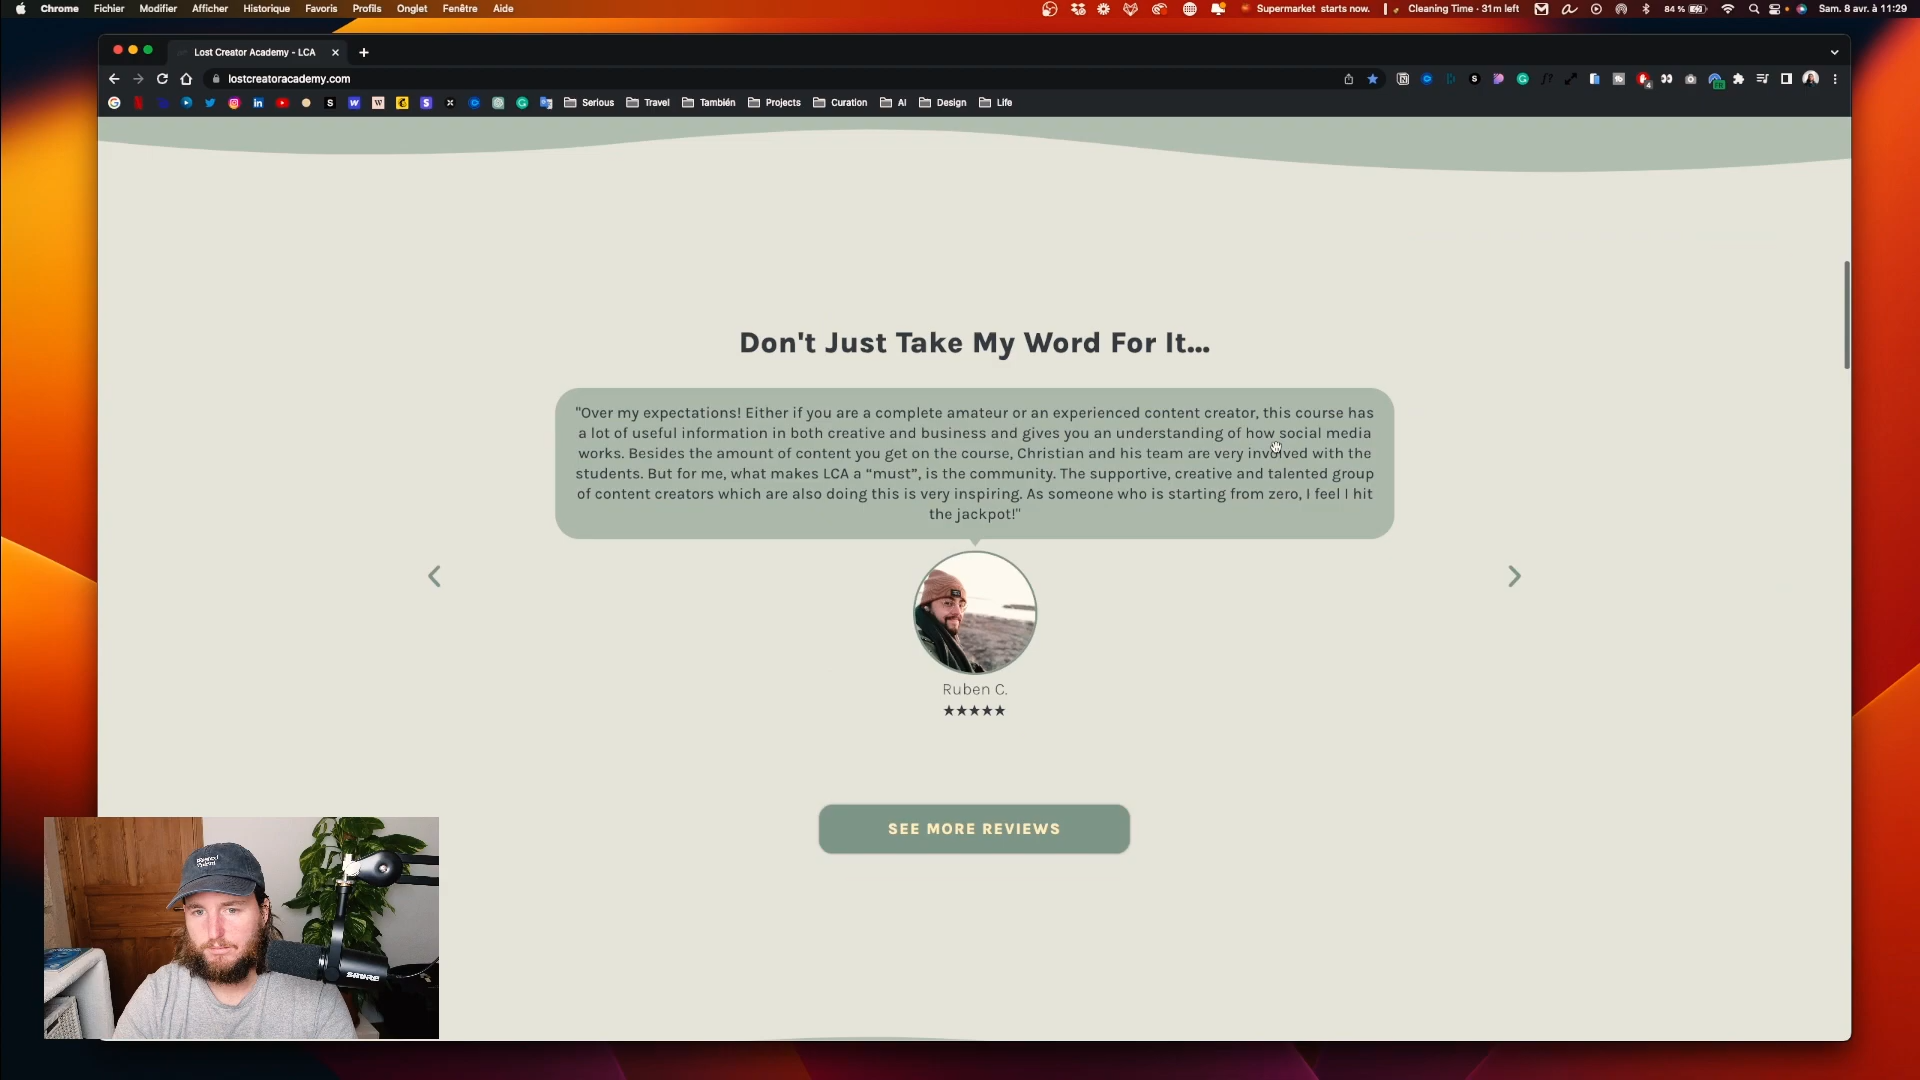 Chrome Fichier Modifier Afficher Historique Favoris Profils Onglet Fenêtre Aide
Supermarket starts now. Cleaning Time · 31m left 84 % Sam. 8 avr. à 11:29
Lost Creator Academy - LCA
lostcreatoracademy.com
Serious Travel También Projects Curation AI Design Life
Don't Just Take My Word For It...
"Over my expectations! Either if you are a complete amateur or an experienced content creator, this course has
a lot of useful information in both creative and business and gives you an understanding of how social media
works. Besides the amount of content you get on the course, Christian and his team are very involved with the
students. But for me, what makes LCA a “must”, is the community. The supportive, creative and talented group
of content creators which are also doing this is very inspiring. As someone who is starting from zero, I feel I hit
the jackpot!"
Ruben C.
★★★★★
SEE MORE REVIEWS
SHURE